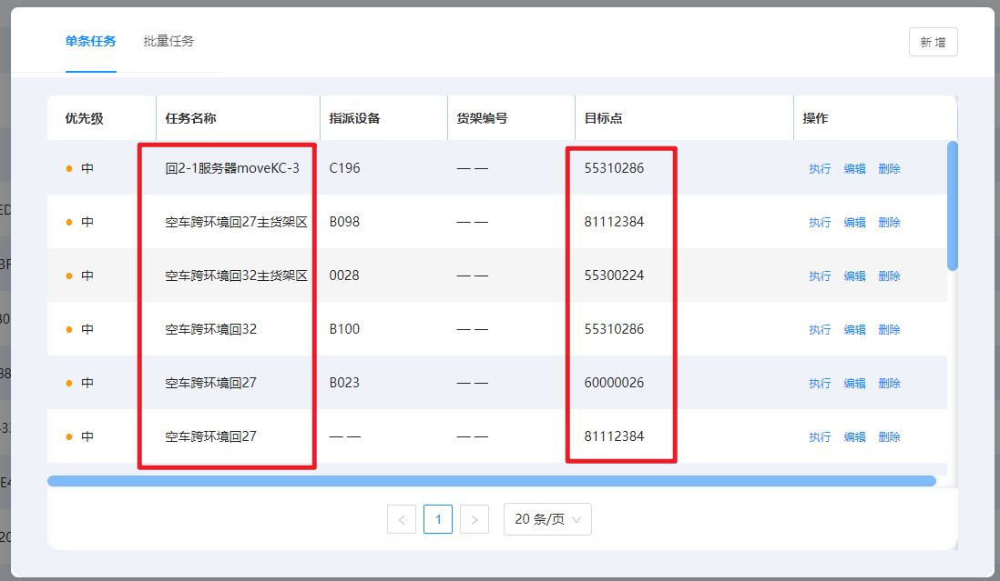 单条任务 批量任务 新 增
优先级 任务名称 指派设备 货架编号 目标点 操作
中 回2-1服务器moveKC-3 C196 — — 55310286 执行 编辑 删除
中 空车跨环境回27主货架区 B098 — — 81112384 执行 编辑 删除
中 空车跨环境回32主货架区 0028 — — 55300224 执行 编辑 删除
中 空车跨环境回32 B100 — — 55310286 执行 编辑 删除
中 空车跨环境回27 B023 — — 60000026 执行 编辑 删除
中 空车跨环境回27 — — — — 81112384 执行 编辑 删除
< 1 > 20 条/页